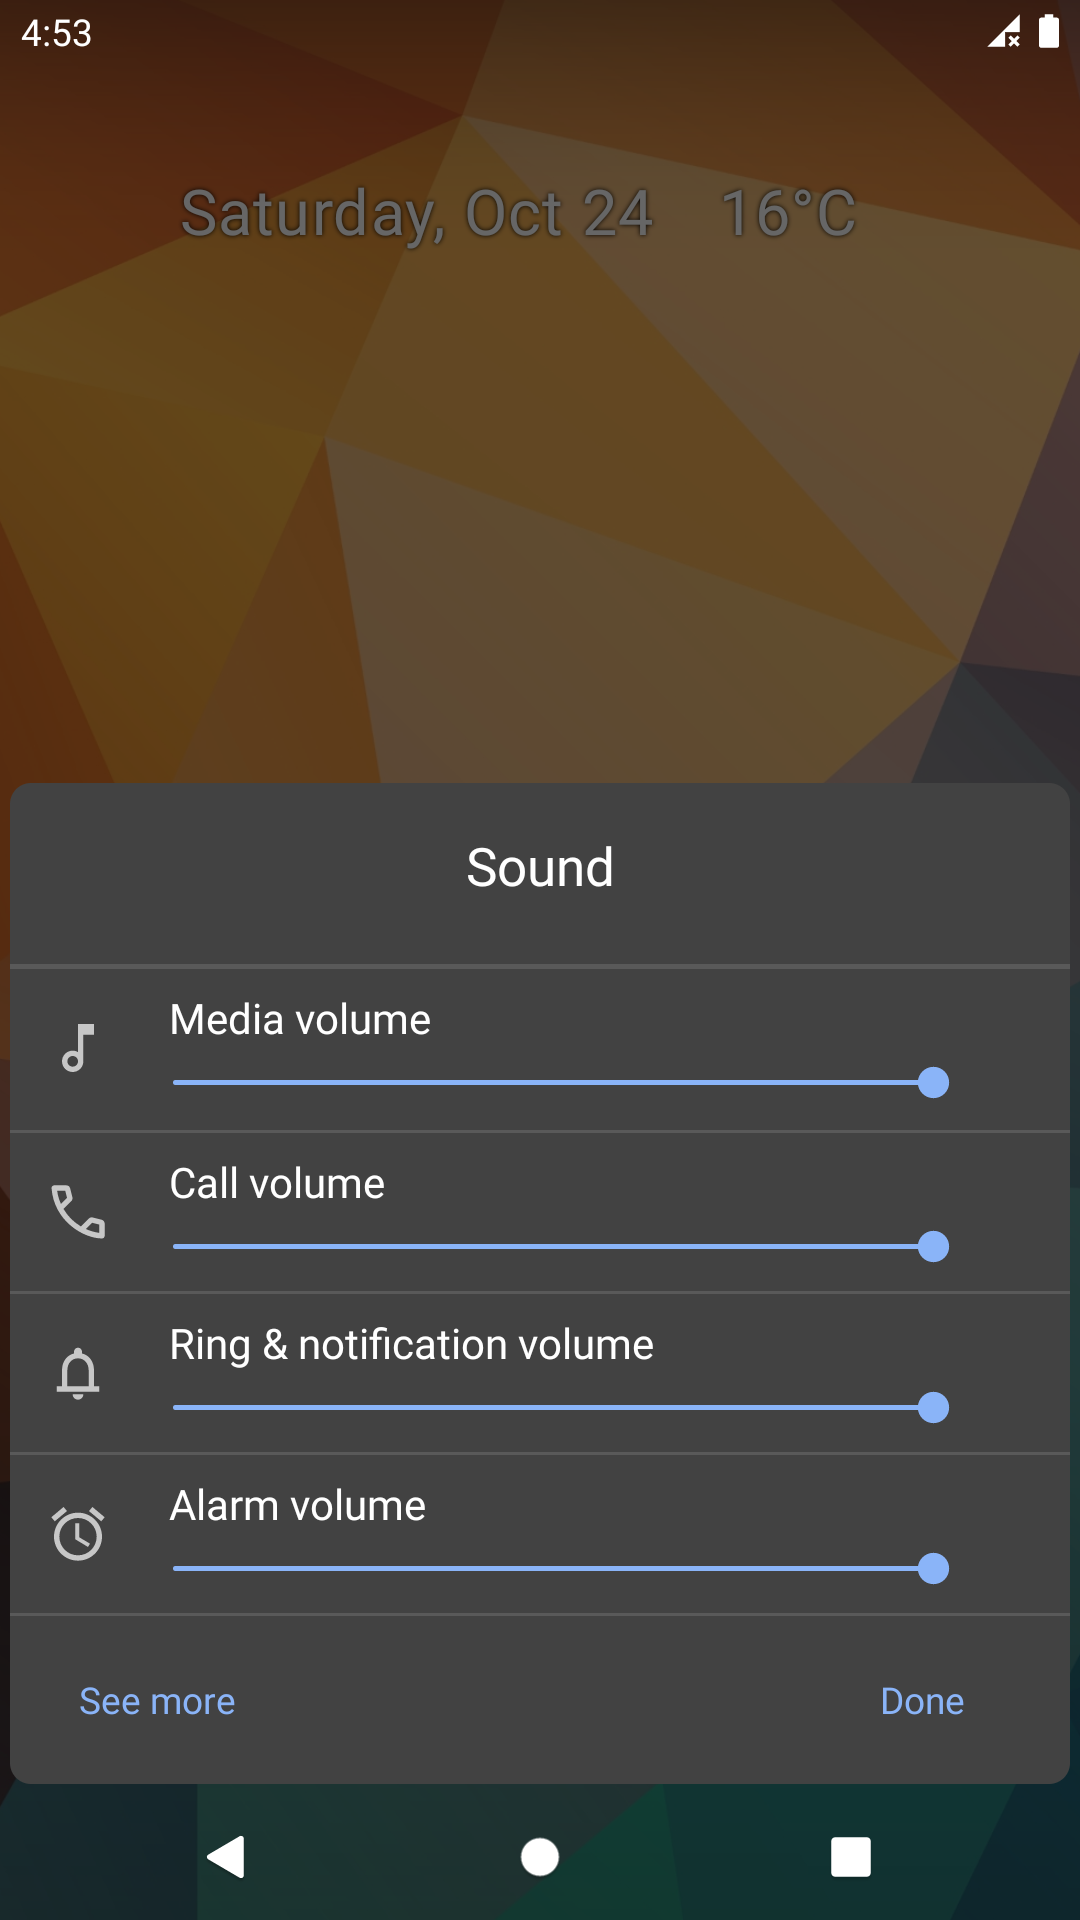 4:53
Saturday, Oct 24 16°C
Sound
Media volume
Call volume
Ring & notification volume
Alarm volume
See more Done